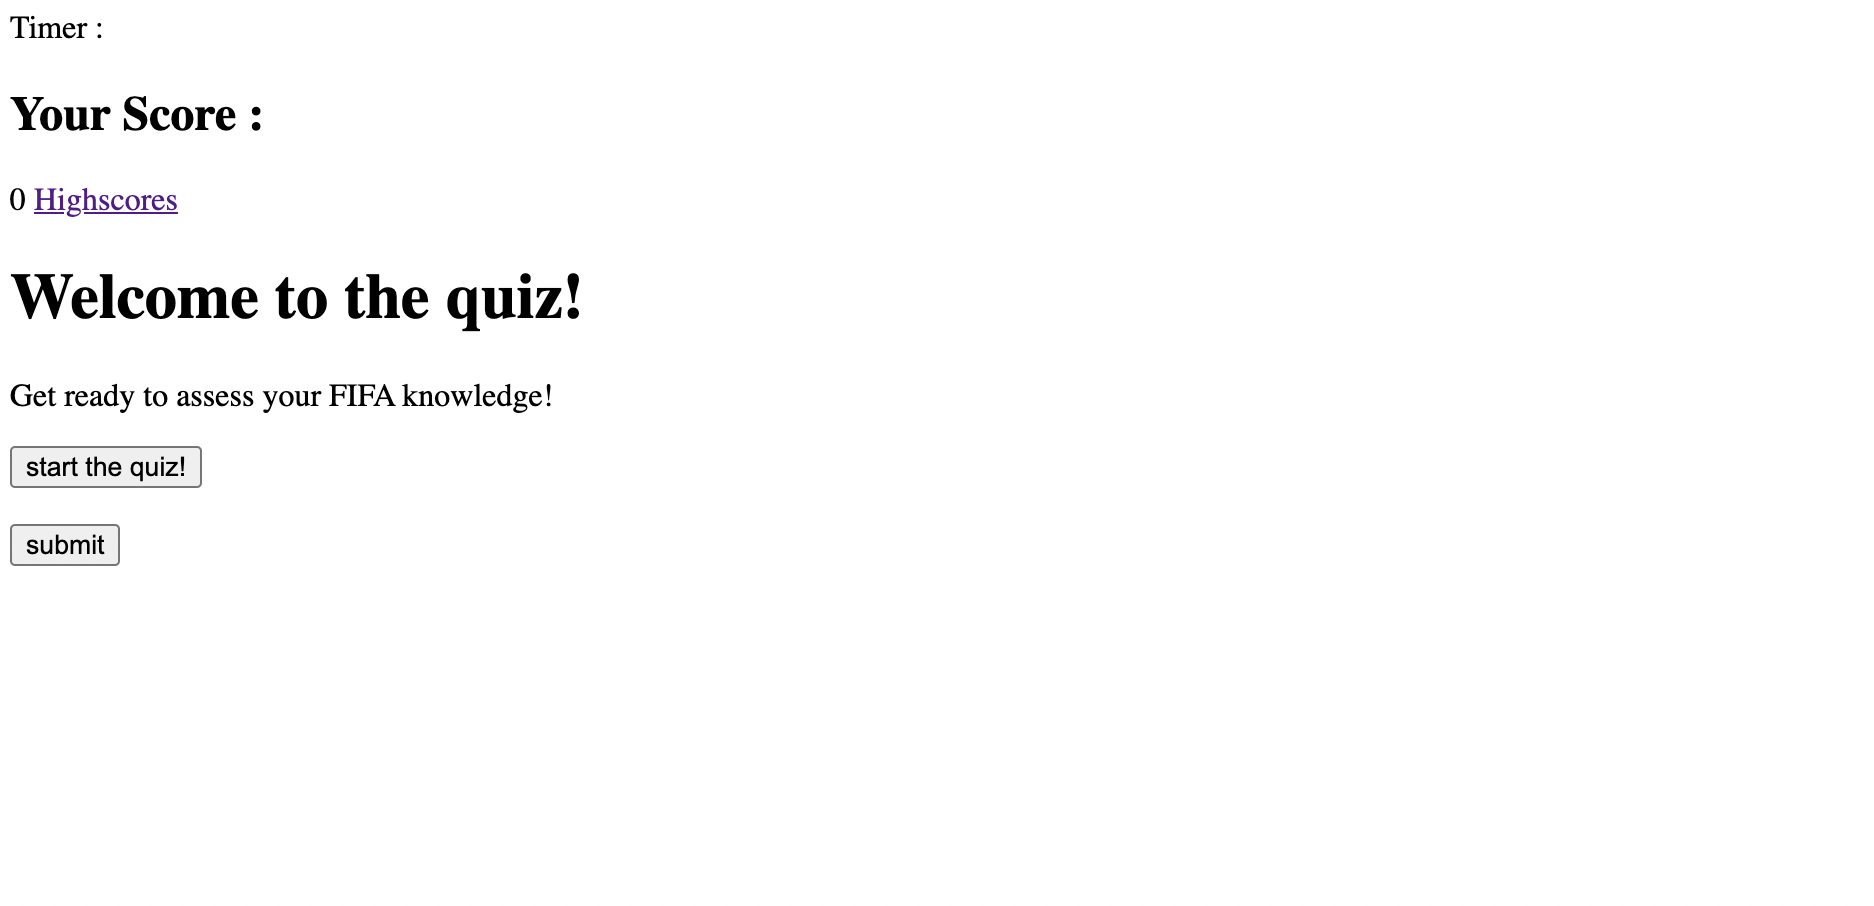 Timer :
Your Score :
0 Highscores
Welcome to the quiz!
Get ready to assess your FIFA knowledge!
start the quiz!
submit